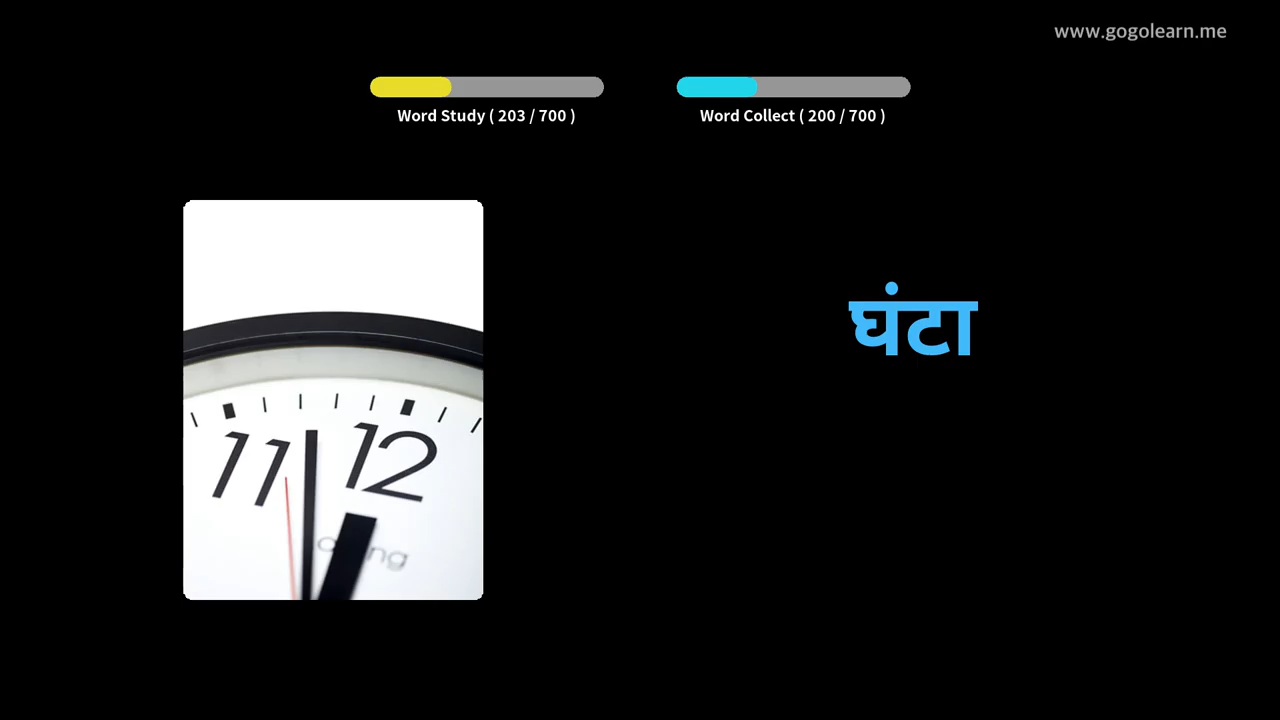 www.gogolearn.me
Word Study ( 203 / 700 )
Word Collect ( 200 / 700 )
घंटा
11
12